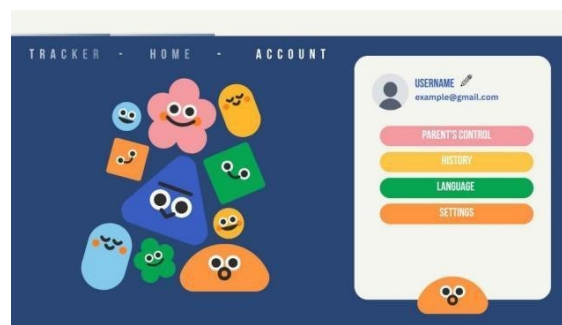 TRACKER - HOME - ACCOUNT
USERNAME
example@gmail.com
PARENT'S CONTROL
HISTORY
LANGUAGE
SETTINGS